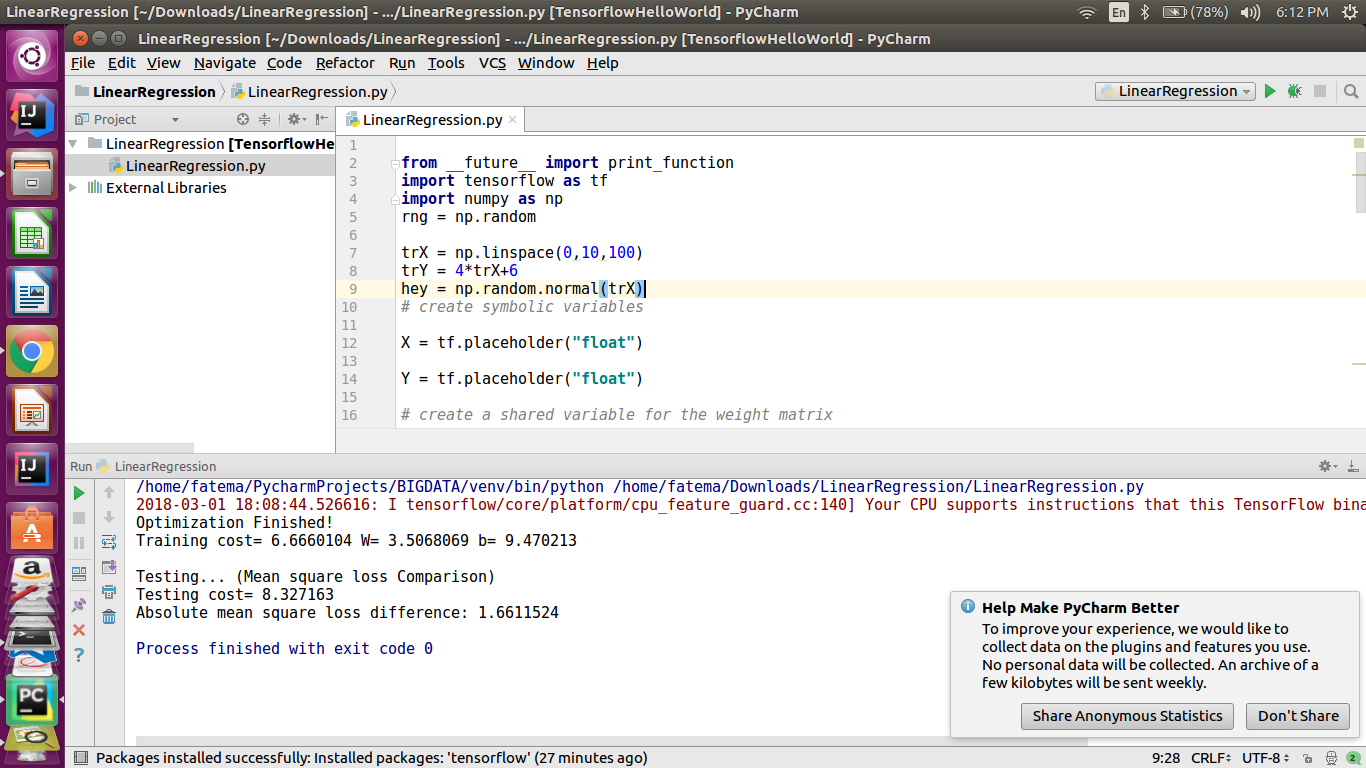 LinearRegression [~/Downloads/LinearRegression] - .../LinearRegression.py [TensorflowHelloWorld] - PyCharm
En
(78%)
6:12 PM
LinearRegression [~/Downloads/LinearRegression] - .../LinearRegression.py [TensorflowHelloWorld] - PyCharm
File Edit View Navigate Code Refactor Run Tools VCS Window Help
LinearRegression
LinearRegression.py
LinearRegression
Project
LinearRegression.py
LinearRegression [TensorflowHe
LinearRegression.py
External Libraries
1
2 from __future__ import print_function
3 import tensorflow as tf
4 import numpy as np
5 rng = np.random
6
7 trX = np.linspace(0,10,100)
8 trY = 4*trX+6
9 hey = np.random.normal(trX)
10 # create symbolic variables
11
12 X = tf.placeholder("float")
13
14 Y = tf.placeholder("float")
15
16 # create a shared variable for the weight matrix
Run LinearRegression
/home/fatema/PycharmProjects/BIGDATA/venv/bin/python /home/fatema/Downloads/LinearRegression/LinearRegression.py
2018-03-01 18:08:44.526616: I tensorflow/core/platform/cpu_feature_guard.cc:140] Your CPU supports instructions that this TensorFlow bina
Optimization Finished!
Training cost= 6.6660104 W= 3.5068069 b= 9.470213
Testing... (Mean square loss Comparison)
Testing cost= 8.327163
Absolute mean square loss difference: 1.6611524
Process finished with exit code 0
Help Make PyCharm Better
To improve your experience, we would like to
collect data on the plugins and features you use.
No personal data will be collected. An archive of a
few kilobytes will be sent weekly.
Share Anonymous Statistics
Don't Share
IJ
IJ
A
a
PC
Packages installed successfully: Installed packages: 'tensorflow' (27 minutes ago)
9:28 CRLF UTF-8 2